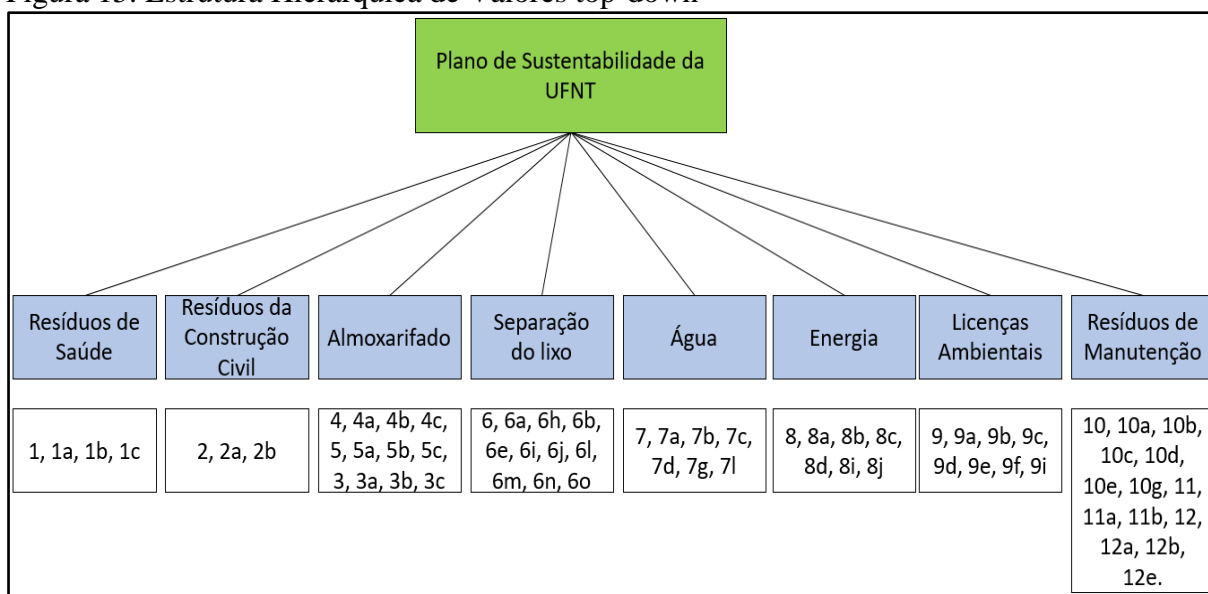 Figura 15. Estrutura Hierárquica de Valores top-down
Plano de Sustentabilidade da
UFNT
Resíduos de
Saúde
Resíduos da
Construção
Civil
Almoxarifado
Separação
do lixo
Água
Energia
Licenças
Ambientais
Resíduos de
Manutenção
1, 1a, 1b, 1c
2, 2a, 2b
4, 4a, 4b, 4c,
5, 5a, 5b, 5c,
3, 3a, 3b, 3c
6, 6a, 6h, 6b,
6e, 6i, 6j, 6l,
6m, 6n, 6o
7, 7a, 7b, 7c,
7d, 7g, 7l
8, 8a, 8b, 8c,
8d, 8i, 8j
9, 9a, 9b, 9c,
9d, 9e, 9f, 9i
10, 10a, 10b,
10c, 10d,
10e, 10g, 11,
11a, 11b, 12,
12a, 12b,
12e.